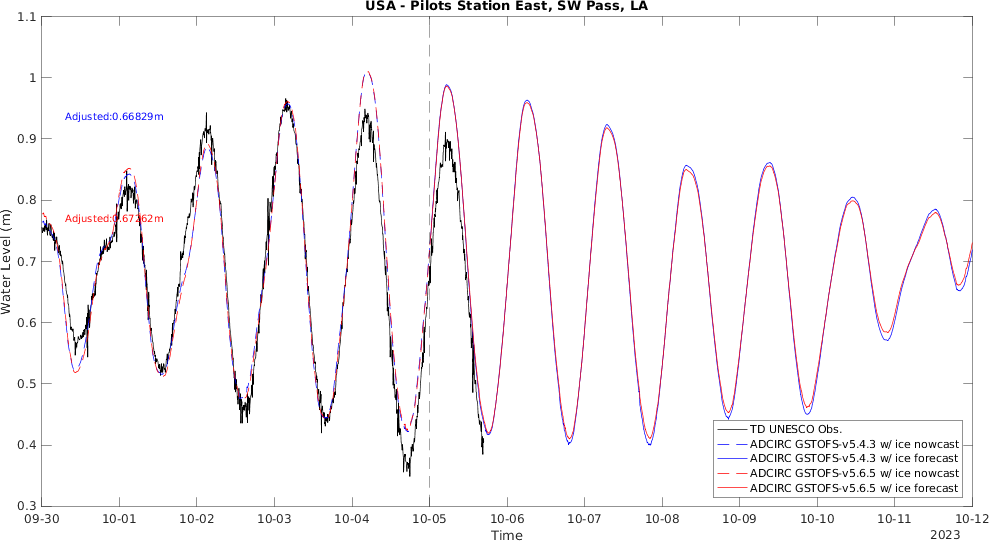 USA - Pilots Station East, SW Pass, LA
1.1
1
0.9
0.8
0.7
0.6
0.5
0.4
0.3
Water Level (m)
Adjusted:0.66829m
Adjusted:0.67262m
TD UNESCO Obs.
ADCIRC GSTOFS-v5.4.3 w/ ice nowcast
ADCIRC GSTOFS-v5.4.3 w/ ice forecast
ADCIRC GSTOFS-v5.6.5 w/ ice nowcast
ADCIRC GSTOFS-v5.6.5 w/ ice forecast
09-30 10-01 10-02 10-03 10-04 10-05 10-06 10-07 10-08 10-09 10-10 10-11 10-12
Time
2023